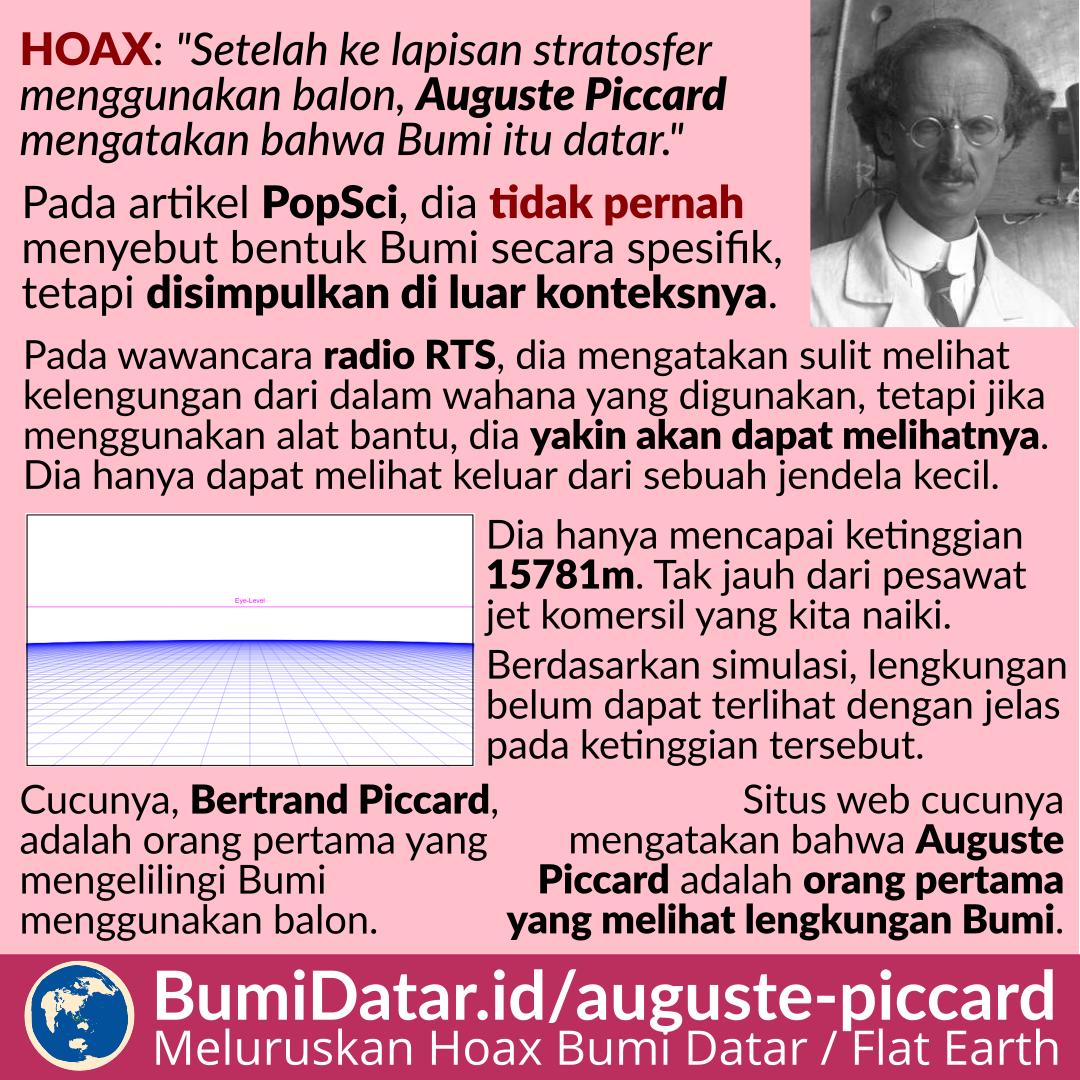 HOAX: "Setelah ke lapisan stratosfer
menggunakan balon, Auguste Piccard
mengatakan bahwa Bumi itu datar."
Pada artikel PopSci, dia tidak pernah
menyebut bentuk Bumi secara spesifik,
tetapi disimpulkan di luar konteksnya.
Pada wawancara radio RTS, dia mengatakan sulit melihat
kelengungan dari dalam wahana yang digunakan, tetapi jika
menggunakan alat bantu, dia yakin akan dapat melihatnya.
Dia hanya dapat melihat keluar dari sebuah jendela kecil.
Eye-Level
Dia hanya mencapai ketinggian
15781m. Tak jauh dari pesawat
jet komersil yang kita naiki.
Berdasarkan simulasi, lengkungan
belum dapat terlihat dengan jelas
pada ketinggian tersebut.
Cucunya, Bertrand Piccard,
adalah orang pertama yang
mengelilingi Bumi
menggunakan balon.
Situs web cucunya
mengatakan bahwa Auguste
Piccard adalah orang pertama
yang melihat lengkungan Bumi.
BumiDatar.id/auguste-piccard
Meluruskan Hoax Bumi Datar / Flat Earth